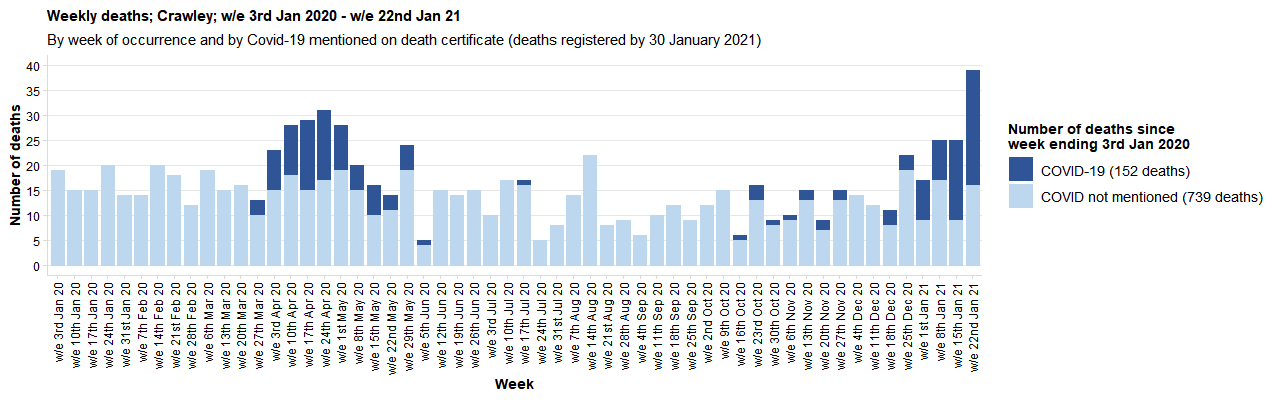 Weekly deaths; Crawley; w/e 3rd Jan 2020 - w/e 22nd Jan 21
By week of occurrence and by Covid-19 mentioned on death certificate (deaths registered by 30 January 2021)
Number of deaths
40
35
30
25
20
15
10
5
0
w/e 3rd Jan 20
w/e 10th Jan 20
w/e 17th Jan 20
w/e 24th Jan 20
w/e 31st Jan 20
w/e 7th Feb 20
w/e 14th Feb 20
w/e 21st Feb 20
w/e 28th Feb 20
w/e 6th Mar 20
w/e 13th Mar 20
w/e 20th Mar 20
w/e 27th Mar 20
w/e 3rd Apr 20
w/e 10th Apr 20
w/e 17th Apr 20
w/e 24th Apr 20
w/e 1st May 20
w/e 8th May 20
w/e 15th May 20
w/e 22nd May 20
w/e 29th May 20
w/e 5th Jun 20
w/e 12th Jun 20
w/e 19th Jun 20
w/e 26th Jun 20
w/e 3rd Jul 20
w/e 10th Jul 20
w/e 17th Jul 20
w/e 24th Jul 20
w/e 31st Jul 20
w/e 7th Aug 20
w/e 14th Aug 20
w/e 21st Aug 20
w/e 28th Aug 20
w/e 4th Sep 20
w/e 11th Sep 20
w/e 18th Sep 20
w/e 25th Sep 20
w/e 2nd Oct 20
w/e 9th Oct 20
w/e 16th Oct 20
w/e 23rd Oct 20
w/e 30th Oct 20
w/e 6th Nov 20
w/e 13th Nov 20
w/e 20th Nov 20
w/e 27th Nov 20
w/e 4th Dec 20
w/e 11th Dec 20
w/e 18th Dec 20
w/e 25th Dec 20
w/e 1st Jan 21
w/e 8th Jan 21
w/e 15th Jan 21
w/e 22nd Jan 21
Week
Number of deaths since
week ending 3rd Jan 2020
COVID-19 (152 deaths)
COVID not mentioned (739 deaths)